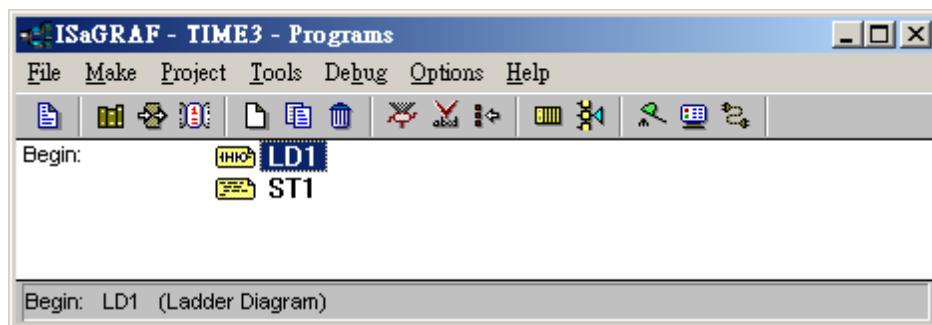 ISaGRAF - TIME3 - Programs
File Make Project Tools Debug Options Help
Begin: LD1
ST1
Begin: LD1 (Ladder Diagram)